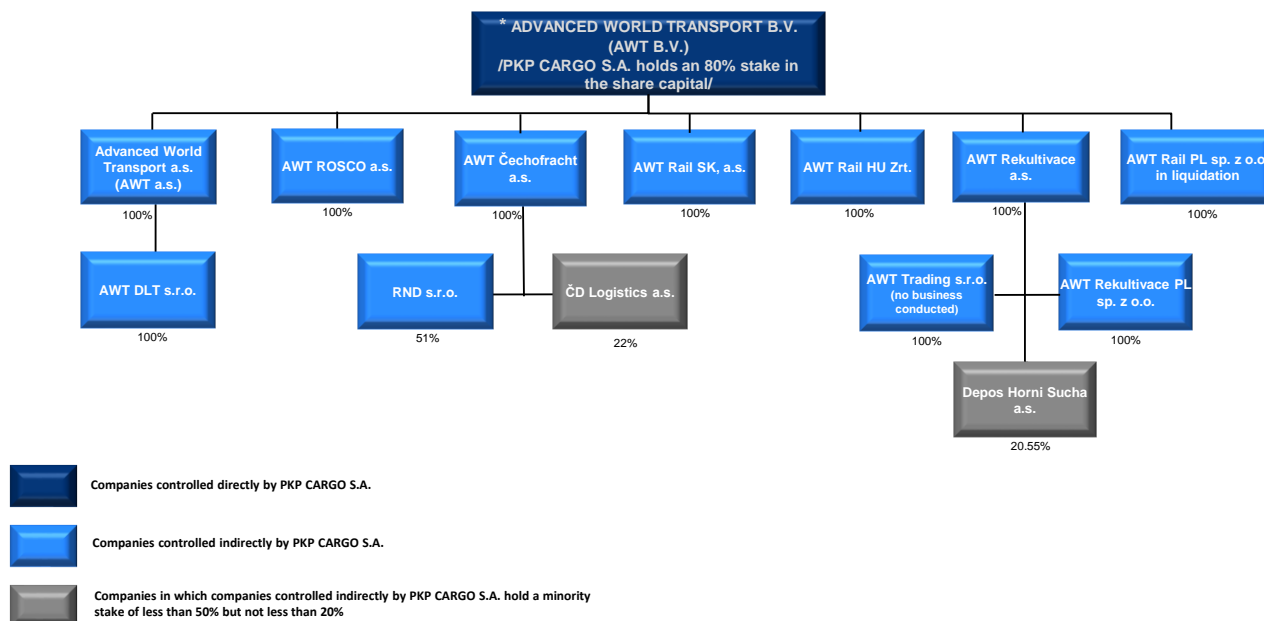 * ADVANCED WORLD TRANSPORT B.V.
(AWT B.V.)
/PKP CARGO S.A. holds an 80% stake in
the share capital/
Advanced World
Transport a.s.
(AWT a.s.)
100%
AWT ROSCO a.s.
100%
AWT Čechofracht
a.s.
100%
AWT Rail SK, a.s.
100%
AWT Rail HU Zrt.
100%
AWT Rekultivace
a.s.
100%
AWT Rail PL sp. z o.o
in liquidation
100%
AWT DLT s.r.o.
100%
RND s.r.o.
51%
ČD Logistics a.s.
22%
AWT Trading s.r.o.
(no business
conducted)
100%
AWT Rekultivace PL
sp. z o.o.
100%
Depos Horni Sucha
a.s.
20.55%
Companies controlled directly by PKP CARGO S.A.
Companies controlled indirectly by PKP CARGO S.A.
Companies in which companies controlled indirectly by PKP CARGO S.A. hold a minority
stake of less than 50% but not less than 20%